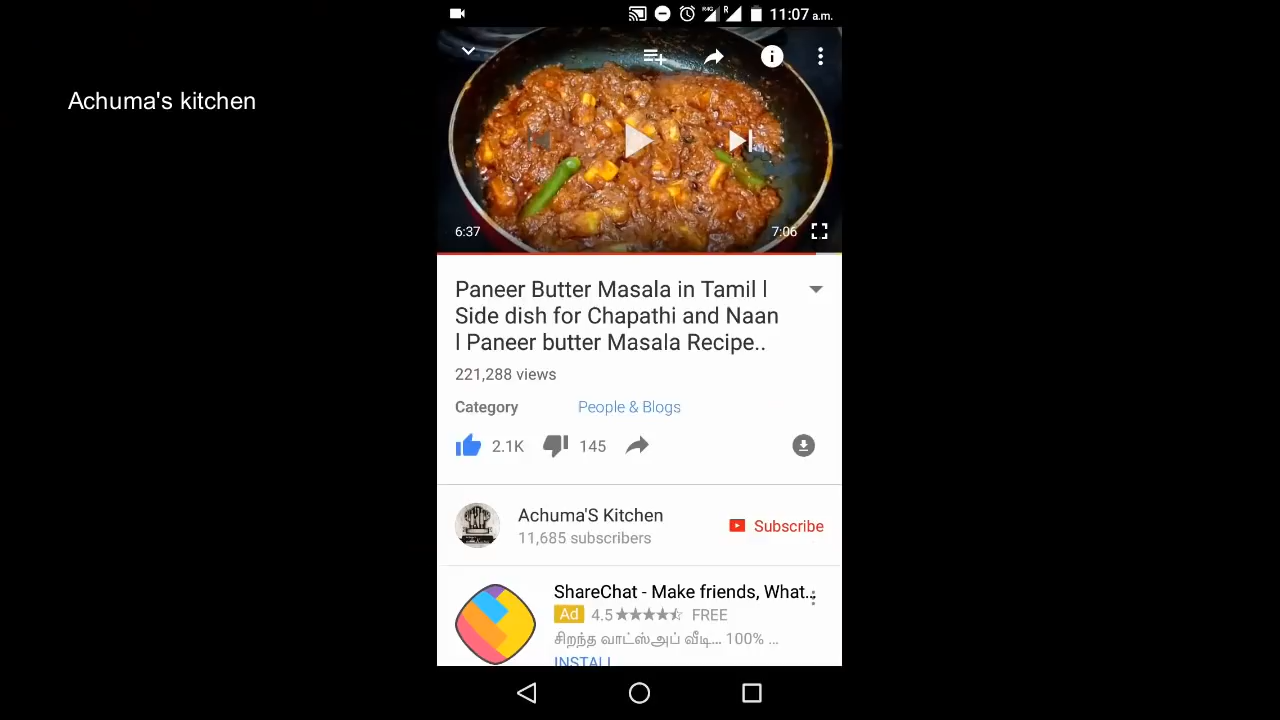 11:07 a.m.
Achuma's kitchen
6:37
7:06
Paneer Butter Masala in Tamil l
Side dish for Chapathi and Naan
l Paneer butter Masala Recipe..
221,288 views
Category People & Blogs
2.1K 145
Achuma'S Kitchen
11,685 subscribers
Subscribe
ShareChat - Make friends, What..
Ad 4.5 FREE
சிறந்த வாட்ஸ்அப் வீடி... 100% ...
INSTALL